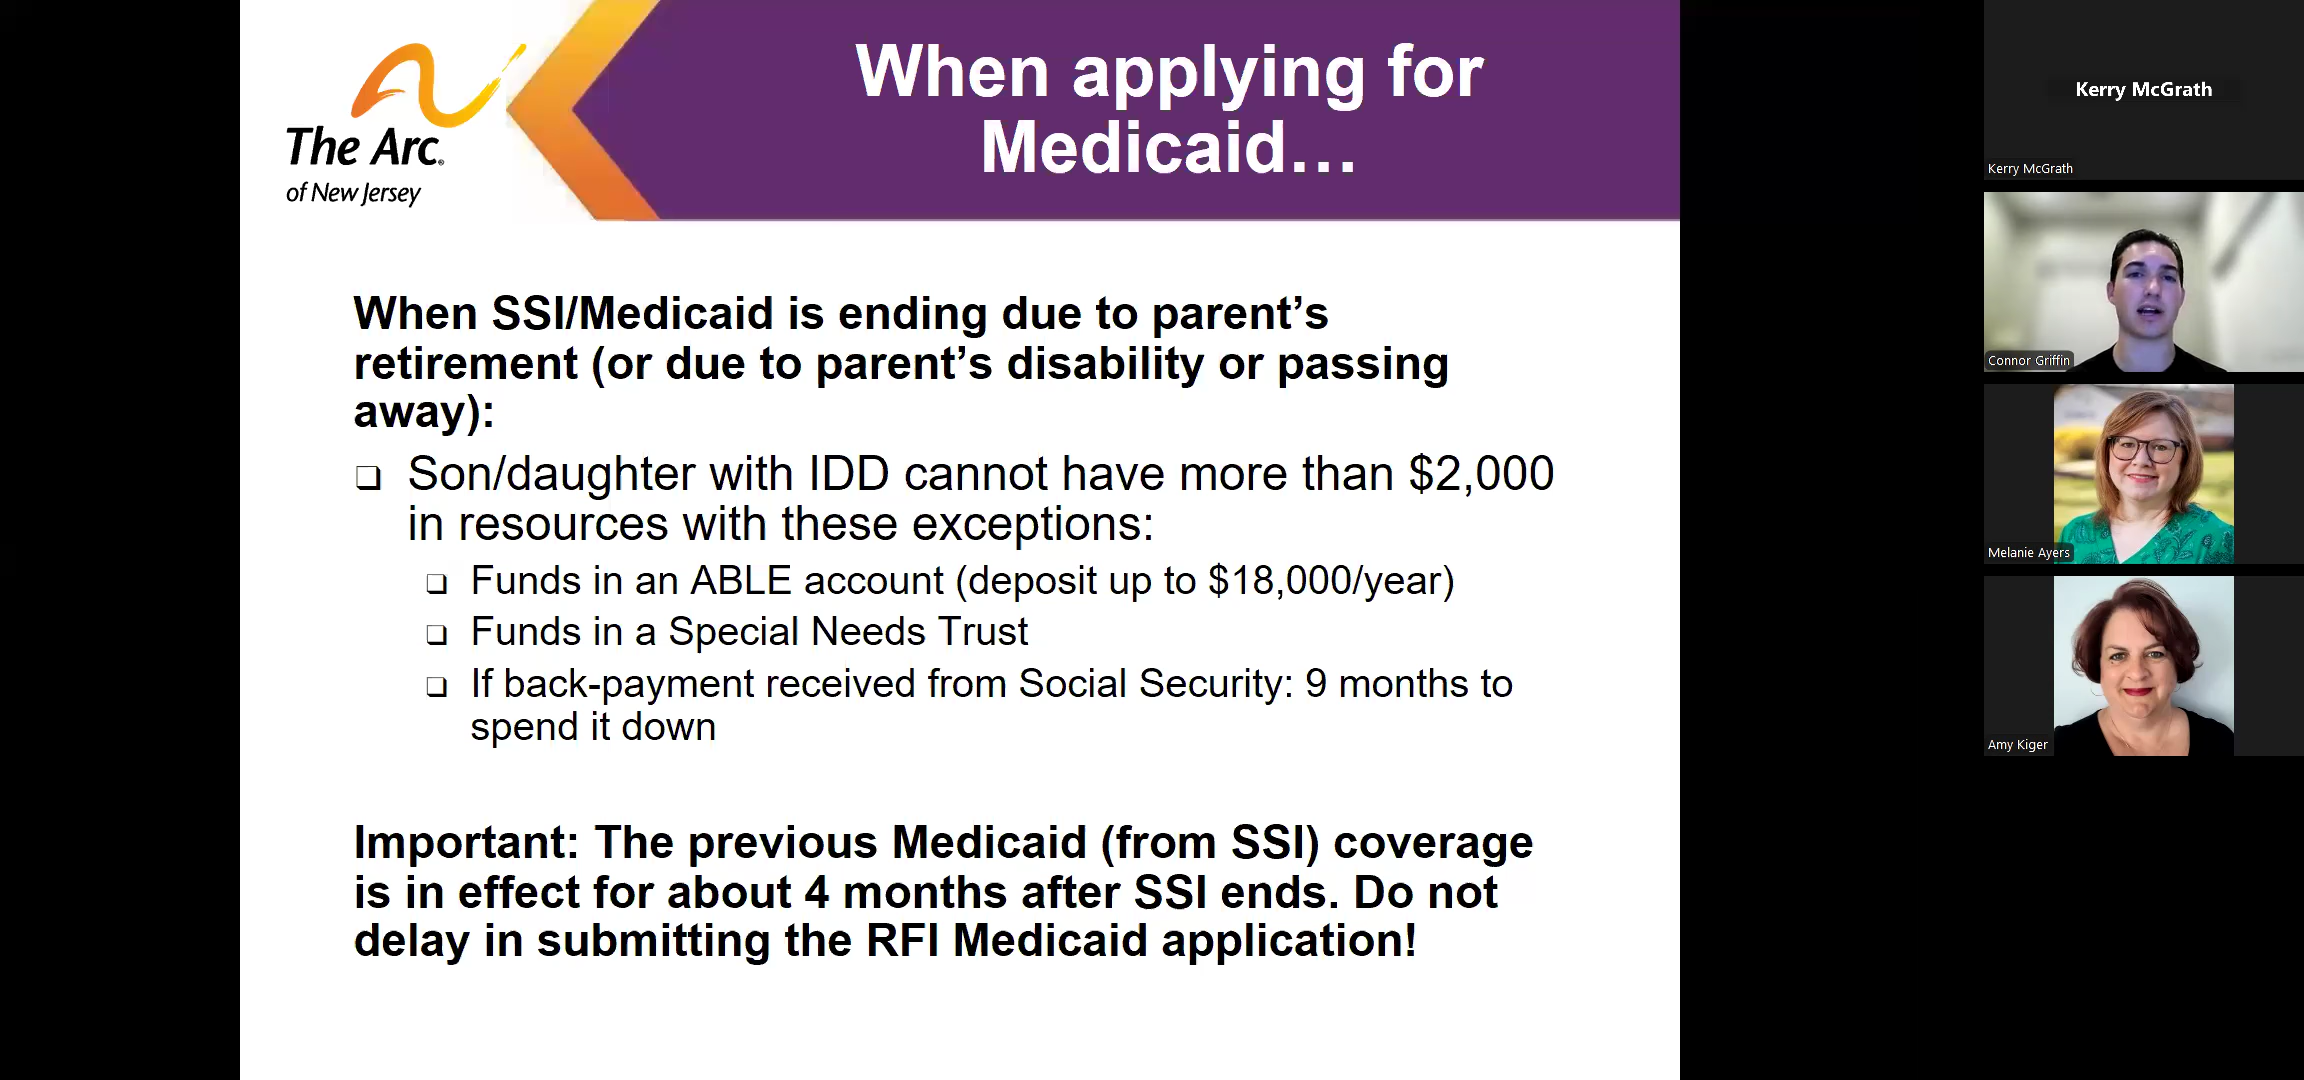 The Arc®
of New Jersey
When applying for
Medicaid…
When SSI/Medicaid is ending due to parent’s
retirement (or due to parent’s disability or passing
away):
❑ Son/daughter with IDD cannot have more than $2,000
in resources with these exceptions:
❑ Funds in an ABLE account (deposit up to $18,000/year)
❑ Funds in a Special Needs Trust
❑ If back-payment received from Social Security: 9 months to
spend it down
Important: The previous Medicaid (from SSI) coverage
is in effect for about 4 months after SSI ends. Do not
delay in submitting the RFI Medicaid application!
Kerry McGrath
Kerry McGrath
Connor Griffin
Melanie Ayers
Amy Kiger